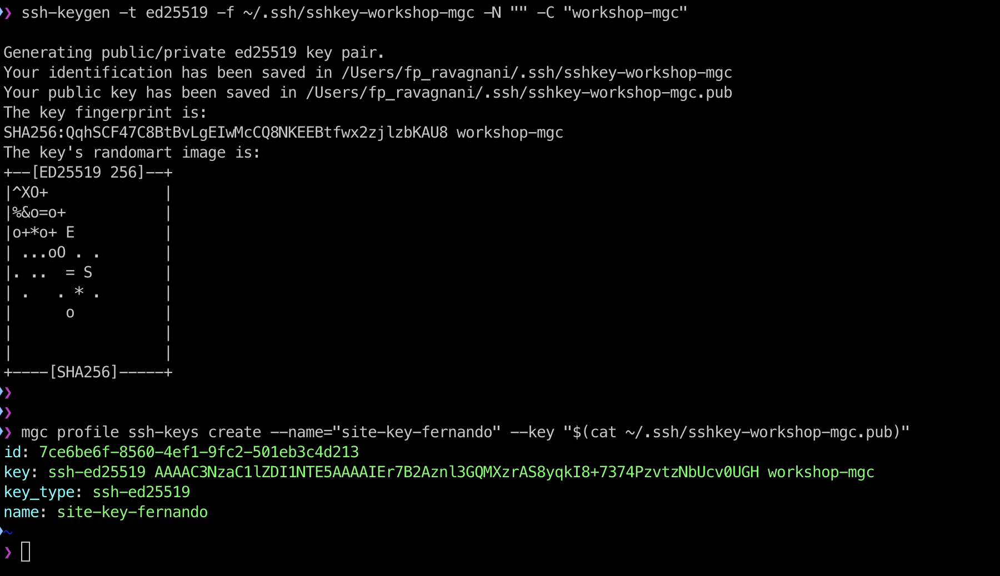 ❯ ssh-keygen -t ed25519 -f ~/.ssh/sshkey-workshop-mgc -N "" -C "workshop-mgc"
Generating public/private ed25519 key pair.
Your identification has been saved in /Users/fp_ravagnani/.ssh/sshkey-workshop-mgc
Your public key has been saved in /Users/fp_ravagnani/.ssh/sshkey-workshop-mgc.pub
The key fingerprint is:
SHA256:QqhSCF47C8BtBvLgEIwMcCQ8NKEEBtfwx2zjlzbKAU8 workshop-mgc
The key's randomart image is:
+--[ED25519 256]--+
|^XO+             |
|%&o=o+           |
|o+*o+ E          |
| ...oO . .       |
|. ..  = S        |
| .   . * .       |
|      o          |
|                 |
|                 |
+----[SHA256]-----+
❯
❯
❯ mgc profile ssh-keys create --name="site-key-fernando" --key "$(cat ~/.ssh/sshkey-workshop-mgc.pub)"
id: 7ce6be6f-8560-4ef1-9fc2-501eb3c4d213
key: ssh-ed25519 AAAAC3NzaC1lZDI1NTE5AAAAIEr7B2Aznl3GQMXzrAS8yqkI8+7374PzvtzNbUcv0UGH workshop-mgc
key_type: ssh-ed25519
name: site-key-fernando
~
❯